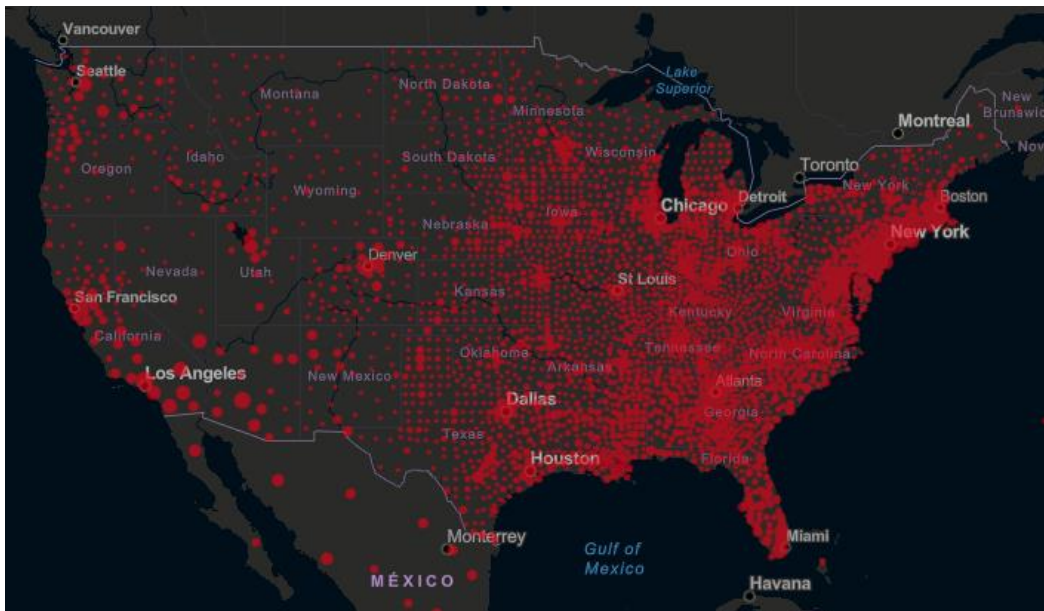 Vancouver
Seattle
Montana
North Dakota
Minnesota
Lake
Superior
Montreal
New
Brunswic
Nov
Oregon
Idaho
Wyoming
South Dakota
Wisconsin
Toronto
New York
Boston
Detroit
Chicago
New York
Nebraska
Iowa
Ohio
Nevada
Utah
Denver
San Francisco
California
Kansas
St Louis
Kentucky
Virginia
Los Angeles
New Mexico
Oklahoma
Arkansas
Tennessee
North Carolina
Atlanta
Georgia
Dallas
Texas
Houston
Florida
Miami
Monterrey
Gulf of
Mexico
MÉXICO
Havana